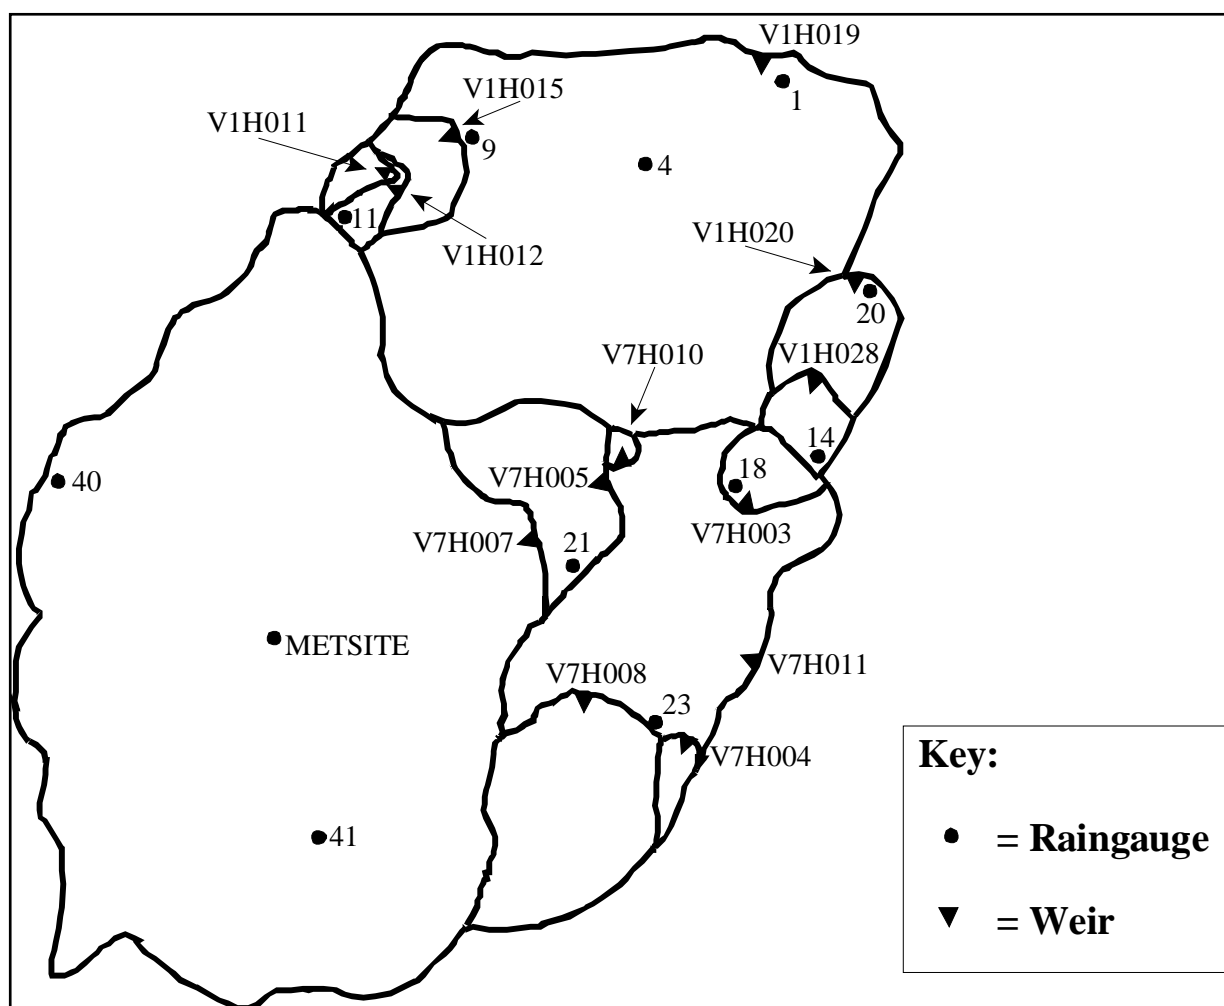 V1H019
V1H015
1
V1H011
9
4
11
V1H020
V1H012
20
V7H010
V1H028
14
V7H005
18
40
V7H003
V7H007
21
METSITE
V7H011
V7H008
23
Key:
V7H004
= Raingauge
41
= Weir